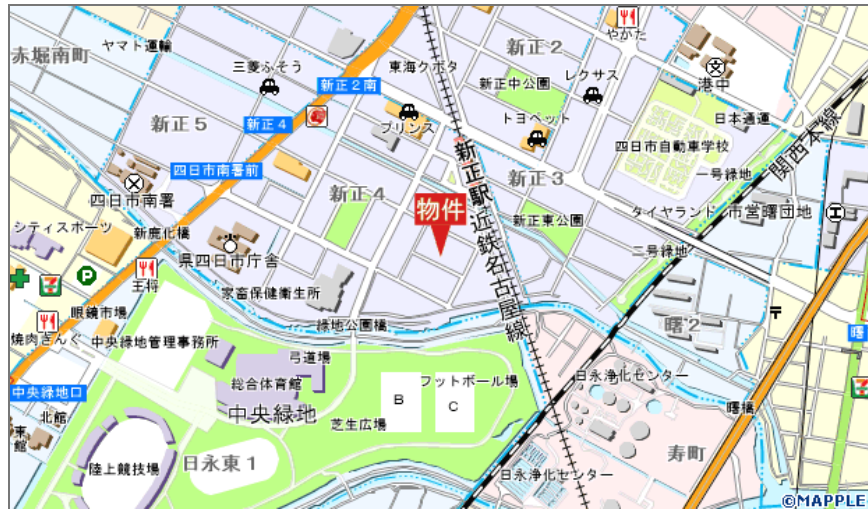 新正2
やかた
赤堀南町
ヤマト運輸
三菱ふそう
東海クボタ
レクサス
港中
新正2南
新正中公園
新正5
新正4
プリンス
トヨペット
日本通運
四日市自動車学校
関西本線
四日市南署前
一号緑地
四日市南署
新正4
新正3
新正駅
近鉄名古屋線
物件
新正東公園
タイヤランド
市営曙団地
シティスポーツ
新鹿化橋
県四日市庁舎
二号緑地
王将
家畜保健衛生所
眼鏡市場
緑地公園橋
曙2
曙
焼肉きんぐ
中央緑地管理事務所
弓道場
総合体育館
フットボール場
日永浄化センター
中央緑地口
中央緑地
B
C
芝生広場
曙橋
北館
東館
陸上競技場
日永東1
日永浄化センター
寿町
©MAPPLE